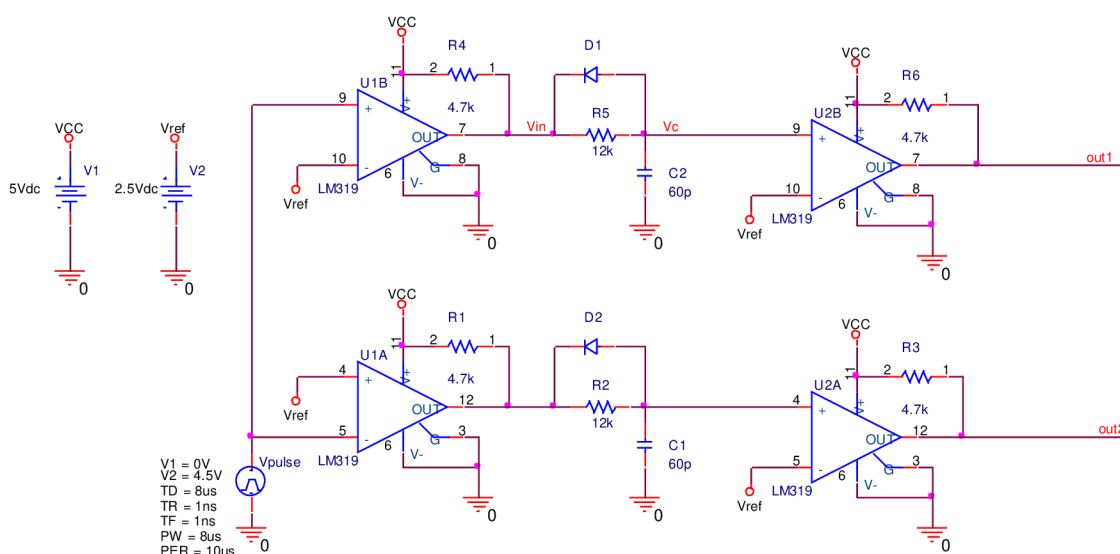 VCC
R4
D1
VCC
11
2
1
R6
U1B
11
2
1
9
+
V+
4.7k
Vin
R5
Vc
U2B
VCC
Vref
OUT
7
9
+
V+
4.7k
V1
V2
10
-
G
8
12k
C2
OUT
7
out1
5Vdc
2.5Vdc
6
V-
60p
10
-
G
8
LM319
Vref
LM319
6
V-
Vref
0
0
0
0
0
0
VCC
R1
D2
VCC
11
2
1
R3
U1A
11
2
1
4
+
V+
4.7k
R2
U2A
OUT
12
4
+
V+
4.7k
Vref
12k
C1
OUT
12
out2
5
-
G
3
60p
5
-
G
3
LM319
6
V-
LM319
6
V-
Vref
Vpulse
0
0
0
V1 = 0V
V2 = 4.5V
TD = 8us
TR = 1ns
TF = 1ns
PW = 8us
PER = 10us
0